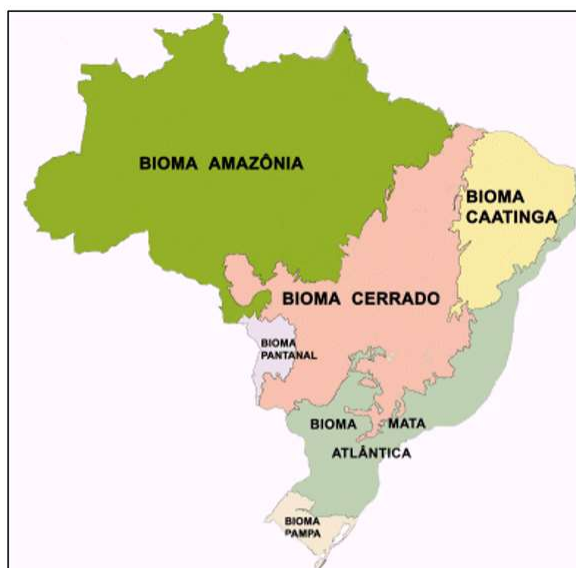 BIOMA AMAZÔNIA
BIOMA
CAATINGA
BIOMA CERRADO
BIOMA
PANTANAL
BIOMA MATA
ATLÂNTICA
BIOMA
PAMPA